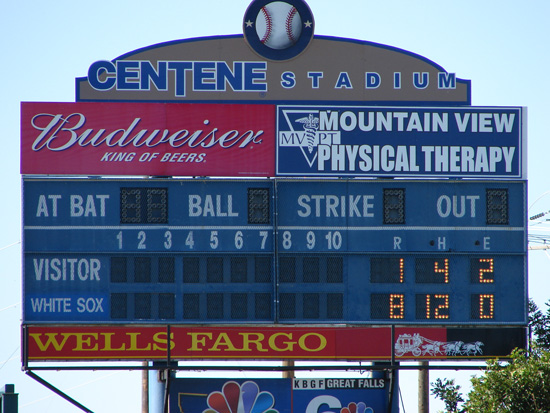 CENTENE STADIUM
Budweiser
KING OF BEERS.
MVPT
MOUNTAIN VIEW
PHYSICAL THERAPY
AT BAT BALL STRIKE OUT
1 2 3 4 5 6 7 8 9 10 R H E
VISITOR 1 4 2
WHITE SOX 8 12 0
WELLS FARGO
KBGF GREAT FALLS